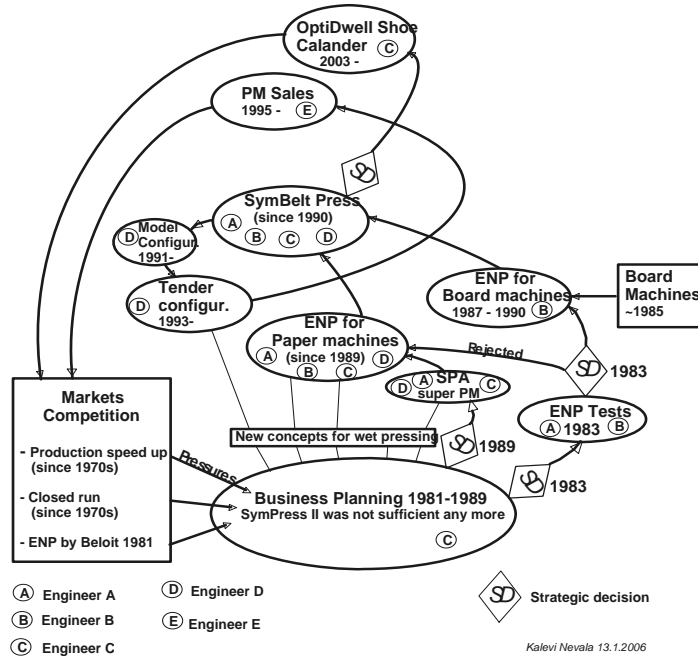 OptiDwell Shoe
Calander C
2003 -
PM Sales
1995 - E
SD
SymBelt Press
(since 1990)
A B C D
Model
D Configur.
1991-
Tender
D configur.
1993-
ENP for
Board machines
1987 - 1990 B
Board
Machines
~1985
ENP for
Paper machines
(since 1989)
A B C D
Rejected
SD 1983
SPA
super PM
D A C
ENP Tests
1983
A B
Markets
Competition
- Production speed up
(since 1970s)
- Closed run
(since 1970s)
- ENP by Beloit 1981
Pressures
New concepts for wet pressing
SD 1989
SD 1983
Business Planning 1981-1989
SymPress II was not sufficient any more
C
A Engineer A
B Engineer B
C Engineer C
D Engineer D
E Engineer E
SD Strategic decision
Kalevi Nevala 13.1.2006